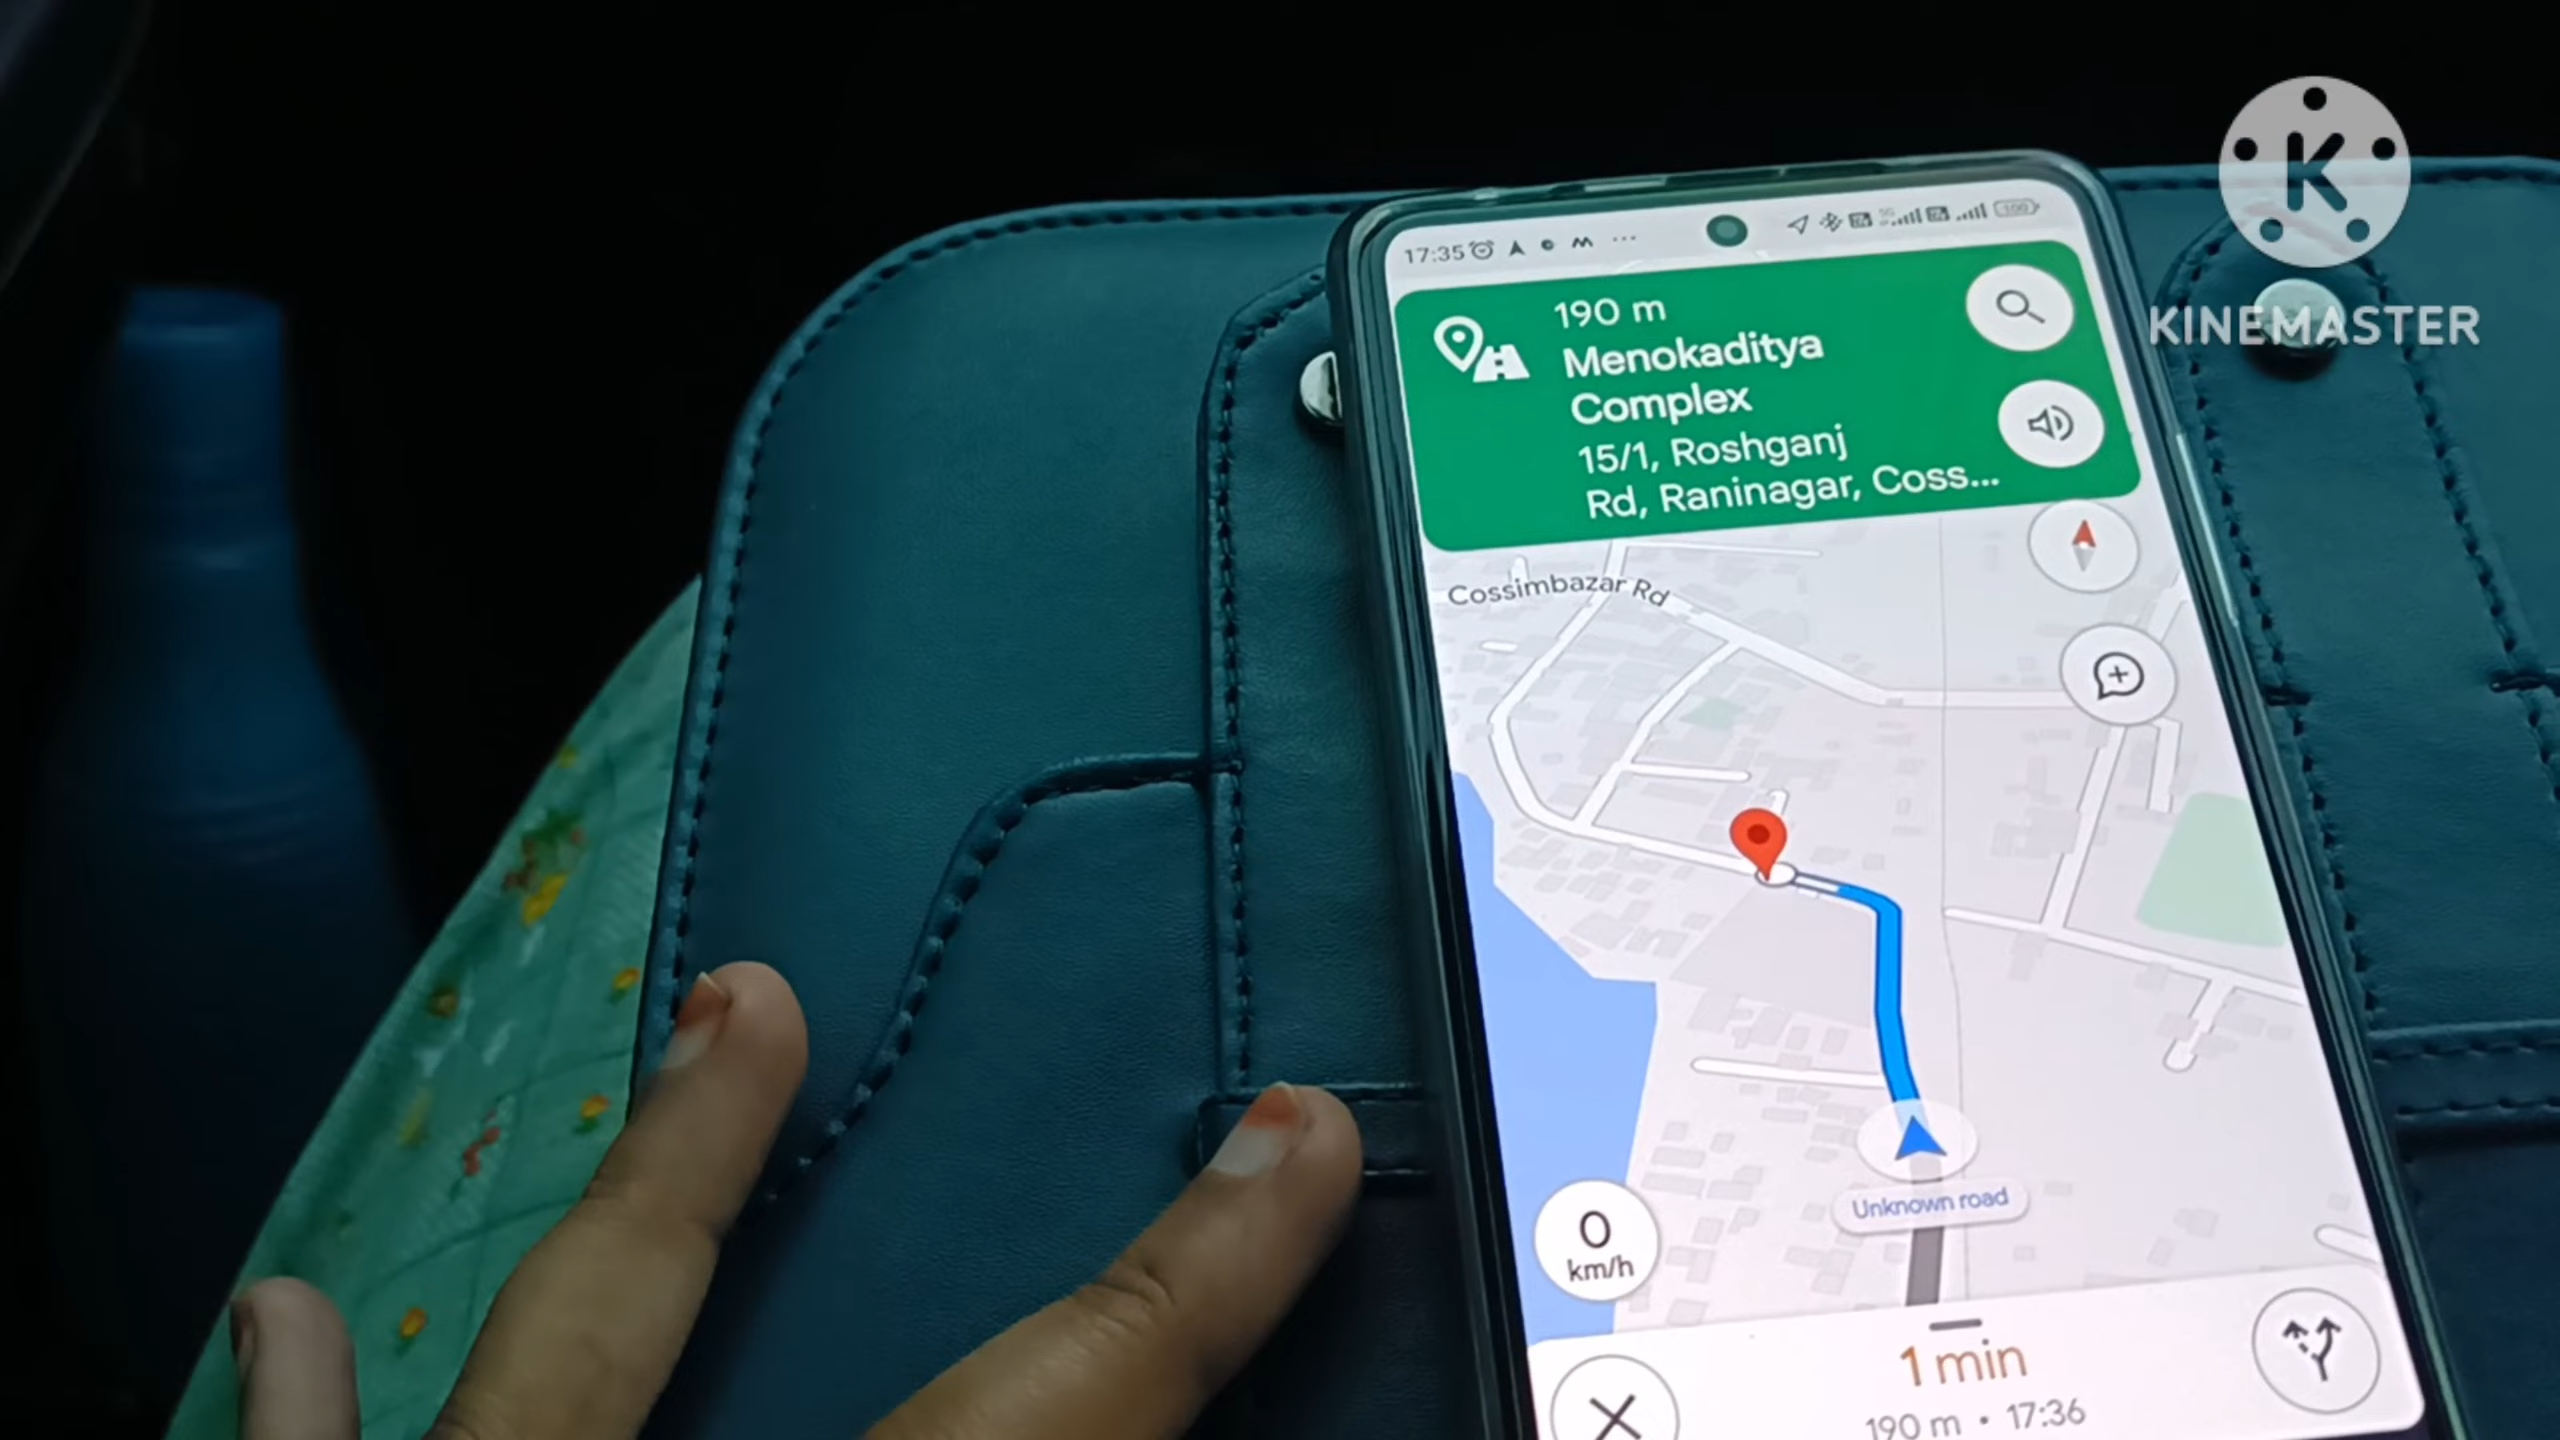 17:35
100
190 m
Menokaditya
Complex
15/1, Roshganj
Rd, Raninagar, Coss...
Cossimbazar Rd
Unknown road
0
km/h
1 min
190 m • 17:36
K
KINEMASTER